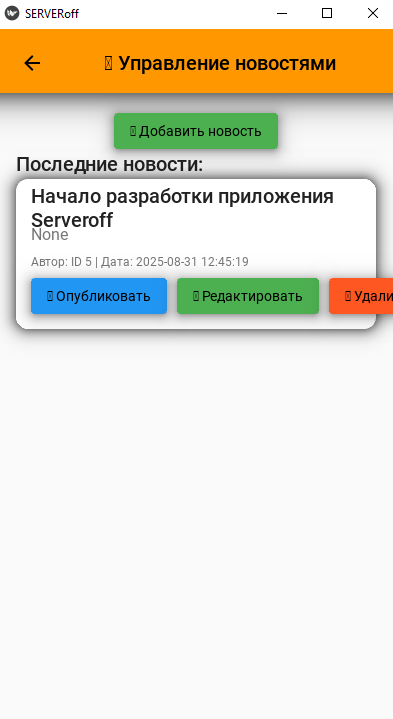 SERVERoff
Управление новостями
Добавить новость
Последние новости:
Начало разработки приложения
Serveroff
None
Автор: ID 5 | Дата: 2025-08-31 12:45:19
Опубликовать
Редактировать
Удали